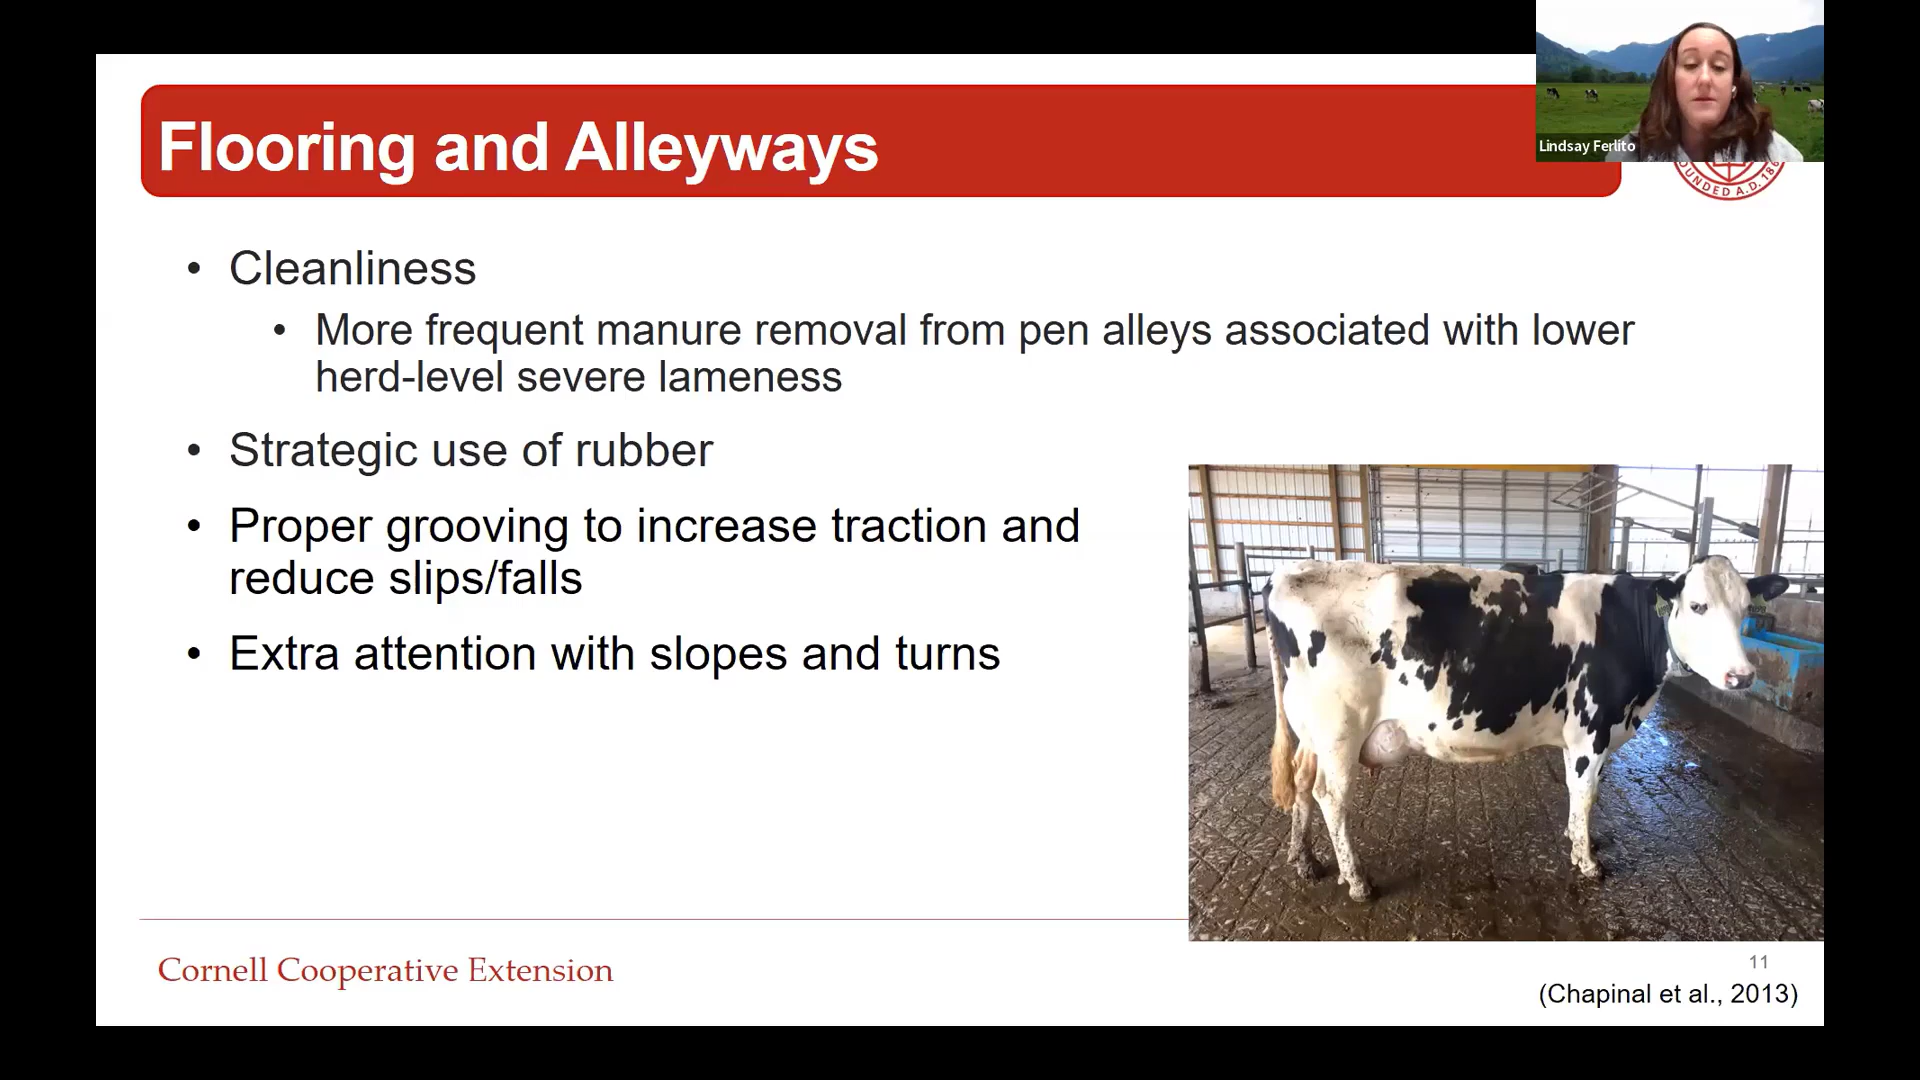 Lindsay Ferlito
Flooring and Alleyways
• Cleanliness
• More frequent manure removal from pen alleys associated with lower
herd-level severe lameness
• Strategic use of rubber
• Proper grooving to increase traction and
reduce slips/falls
• Extra attention with slopes and turns
Cornell Cooperative Extension
11
(Chapinal et al., 2013)